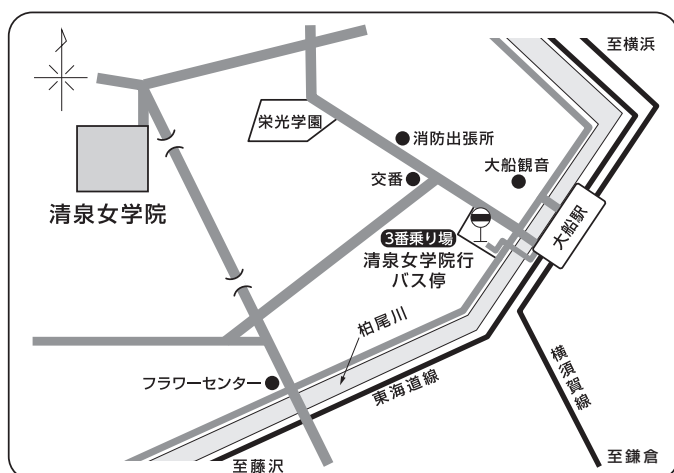 至横浜
栄光学園
消防出張所
大船観音
交番
清泉女学院
大船駅
3番乗り場
清泉女学院行
バス停
柏尾川
フラワーセンター
東海道線
横須賀線
至藤沢
至鎌倉